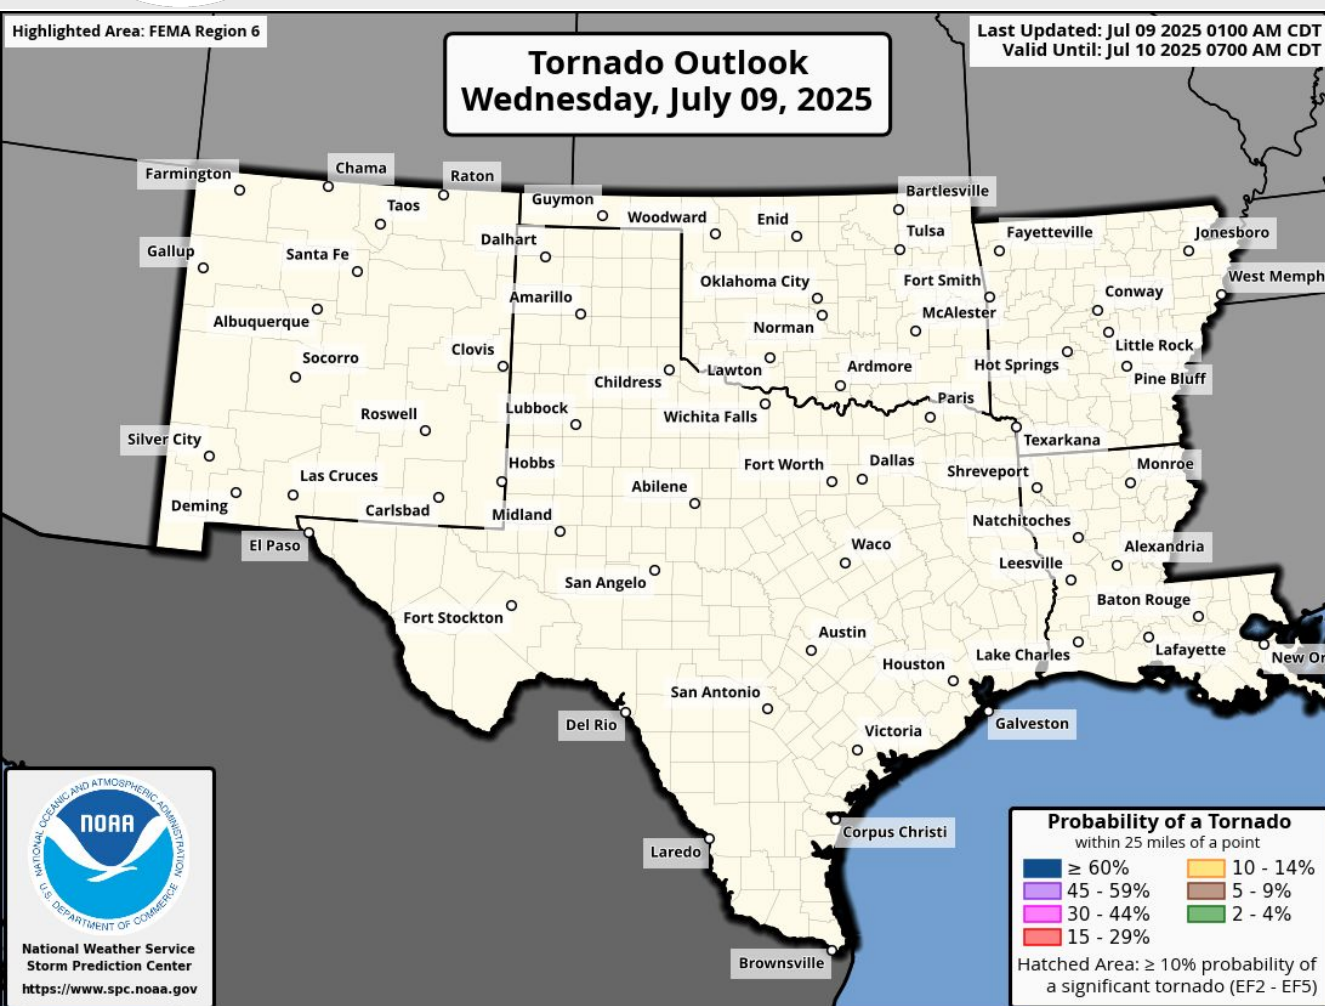 Highlighted Area: FEMA Region 6
Last Updated: Jul 09 2025 0100 AM CDT
Valid Until: Jul 10 2025 0700 AM CDT
Tornado Outlook
Wednesday, July 09, 2025
Farmington
Chama
Raton
Taos
Guymon
Woodward
Enid
Bartlesville
Tulsa
Fayetteville
Jonesboro
Gallup
Santa Fe
Dalhart
Oklahoma City
Fort Smith
West Memph
Amarillo
Conway
Albuquerque
Norman
McAlester
Little Rock
Socorro
Clovis
Childress
Lawton
Ardmore
Hot Springs
Pine Bluff
Roswell
Lubbock
Wichita Falls
Paris
Silver City
Texarkana
Las Cruces
Hobbs
Fort Worth
Dallas
Shreveport
Monroe
Deming
Carlsbad
Midland
Abilene
Natchitoches
El Paso
Waco
Alexandria
San Angelo
Leesville
Fort Stockton
Baton Rouge
Austin
Houston
Lake Charles
Lafayette
New Or
San Antonio
Del Rio
Victoria
Galveston
Corpus Christi
Laredo
Brownsville
NATIONAL OCEANIC AND ATMOSPHERIC ADMINISTRATION
NOAA
U.S. DEPARTMENT OF COMMERCE
National Weather Service
Storm Prediction Center
https://www.spc.noaa.gov
Probability of a Tornado
within 25 miles of a point
≥ 60%
10 - 14%
45 - 59%
5 - 9%
30 - 44%
2 - 4%
15 - 29%
Hatched Area: ≥ 10% probability of
a significant tornado (EF2 - EF5)